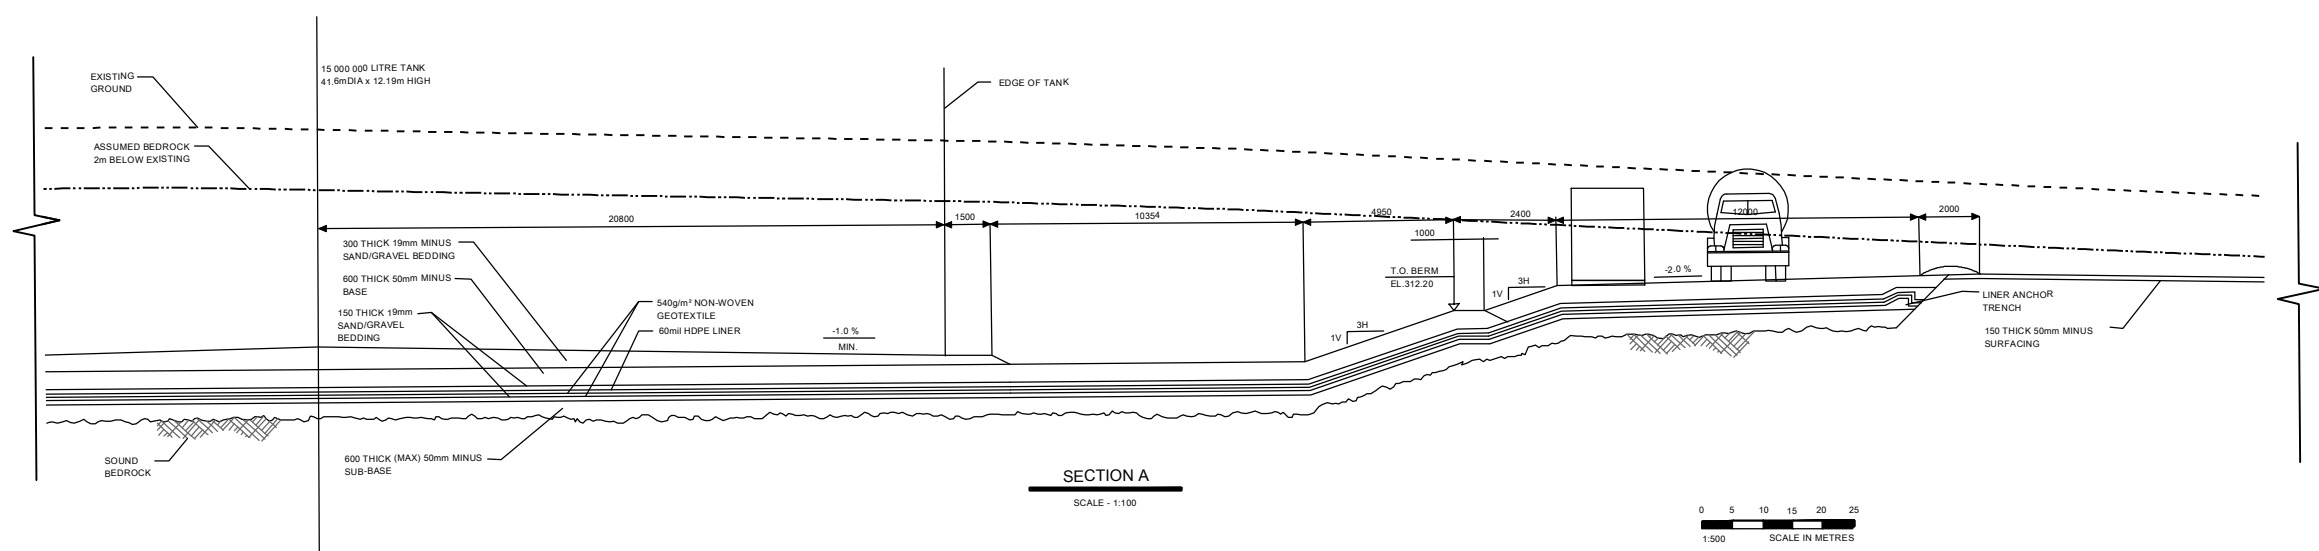 15 000 000 LITRE TANK
41.6mDIA x 12.19m HIGH
EXISTING
GROUND
EDGE OF TANK
ASSUMED BEDROCK
2m BELOW EXISTING
20800
1500
10354
4950
2400
12000
2000
1000
300 THICK 19mm MINUS
SAND/GRAVEL BEDDING
600 THICK 50mm MINUS
BASE
150 THICK 19mm
SAND/GRAVEL
BEDDING
540g/m² NON-WOVEN
GEOTEXTILE
60mil HDPE LINER
-1.0 %
MIN.
T.O. BERM
EL.312.20
3H
1V
3H
1V
-2.0 %
LINER ANCHOR
TRENCH
150 THICK 50mm MINUS
SURFACING
SOUND
BEDROCK
600 THICK (MAX) 50mm MINUS
SUB-BASE
SECTION A
SCALE - 1:100
0 5 10 15 20 25
1:500 SCALE IN METRES